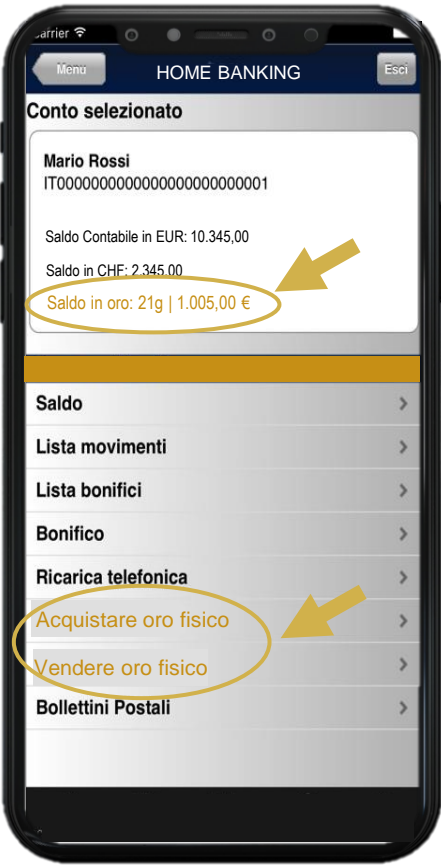 arrier
Menu
HOME BANKING
Esci
Conto selezionato
Mario Rossi
IT0000000000000000000000001
Saldo Contabile in EUR: 10.345,00
Saldo in CHF: 2.345,00
Saldo in oro: 21g | 1.005,00 €
Saldo
Lista movimenti
Lista bonifici
Bonifico
Ricarica telefonica
Acquistare oro fisico
Vendere oro fisico
Bollettini Postali